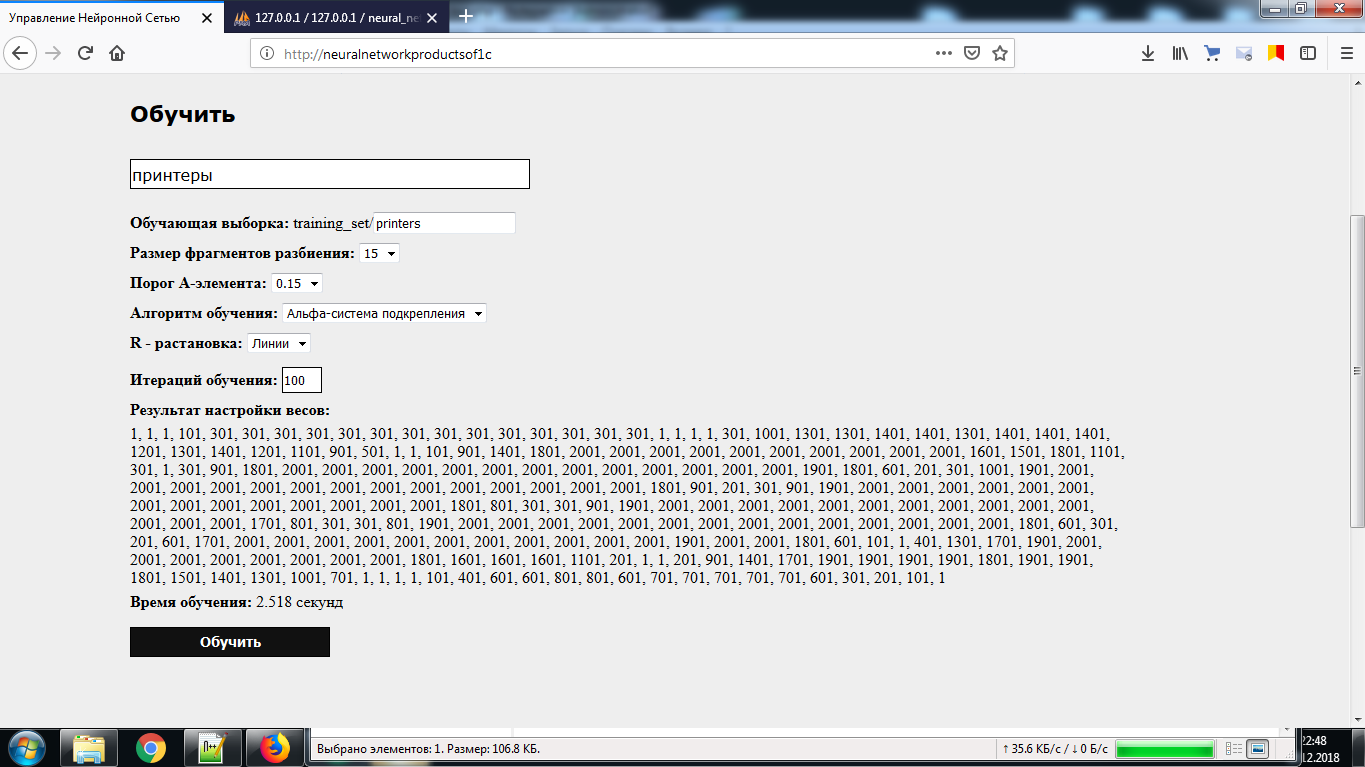 Управление Нейронной Сетью
127.0.0.1 / 127.0.0.1 / neural_ne
http://neuralnetworkproductsof1c
Обучить
принтеры
Обучающая выборка: training_set/printers
Размер фрагментов разбиения: 15
Порог А-элемента: 0.15
Алгоритм обучения: Альфа-система подкрепления
R - растановка: Линии
Итераций обучения: 100
Результат настройки весов:
1, 1, 1, 101, 301, 301, 301, 301, 301, 301, 301, 301, 301, 301, 301, 301, 301, 301, 1, 1, 1, 1, 301, 1001, 1301, 1301, 1401, 1401, 1301, 1401, 1401, 1401,
1201, 1301, 1401, 1201, 1101, 901, 501, 1, 1, 101, 901, 1401, 1801, 2001, 2001, 2001, 2001, 2001, 2001, 2001, 2001, 2001, 1601, 1501, 1801, 1101,
301, 1, 301, 901, 1801, 2001, 2001, 2001, 2001, 2001, 2001, 2001, 2001, 2001, 2001, 2001, 2001, 2001, 1901, 1801, 601, 201, 301, 1001, 1901, 2001,
2001, 2001, 2001, 2001, 2001, 2001, 2001, 2001, 2001, 2001, 2001, 2001, 2001, 1801, 901, 201, 301, 901, 1901, 2001, 2001, 2001, 2001, 2001, 2001,
2001, 2001, 2001, 2001, 2001, 2001, 2001, 2001, 1801, 801, 301, 301, 901, 1901, 2001, 2001, 2001, 2001, 2001, 2001, 2001, 2001, 2001, 2001, 2001,
2001, 2001, 2001, 1701, 801, 301, 301, 801, 1901, 2001, 2001, 2001, 2001, 2001, 2001, 2001, 2001, 2001, 2001, 2001, 2001, 2001, 2001, 1801, 601, 301,
201, 601, 1701, 2001, 2001, 2001, 2001, 2001, 2001, 2001, 2001, 2001, 2001, 2001, 1901, 2001, 2001, 1801, 601, 101, 1, 401, 1301, 1701, 1901, 2001,
2001, 2001, 2001, 2001, 2001, 2001, 2001, 1801, 1601, 1601, 1601, 1101, 201, 1, 1, 201, 901, 1401, 1701, 1901, 1901, 1901, 1901, 1801, 1901, 1901,
1801, 1501, 1401, 1301, 1001, 701, 1, 1, 1, 1, 101, 401, 601, 601, 801, 801, 601, 701, 701, 701, 701, 701, 601, 301, 201, 101, 1
Время обучения: 2.518 секунд
Обучить
Выбрано элементов: 1. Размер: 106.8 КБ.
↑ 35.6 КБ/с / ↓ 0 Б/с
22:48
12.2018